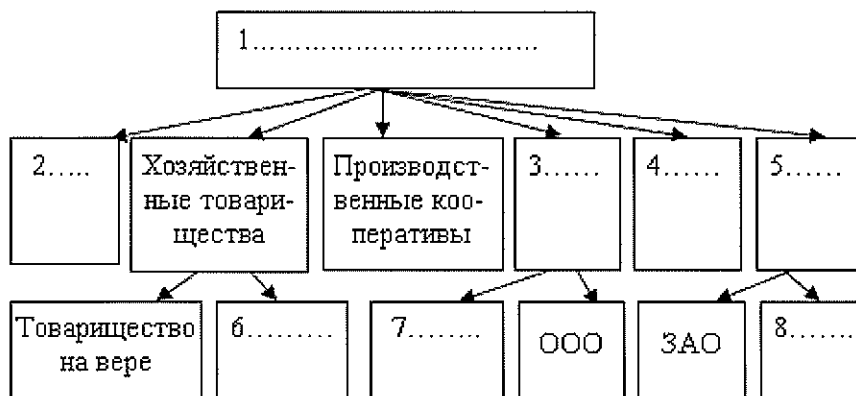 1…………………………
2…..
Хозяйствен-
ные товари-
щества
Производст-
венные коо-
перативы
3……
4……
5……
Товарищество
на вере
6………
7……..
ООО
ЗАО
8…….